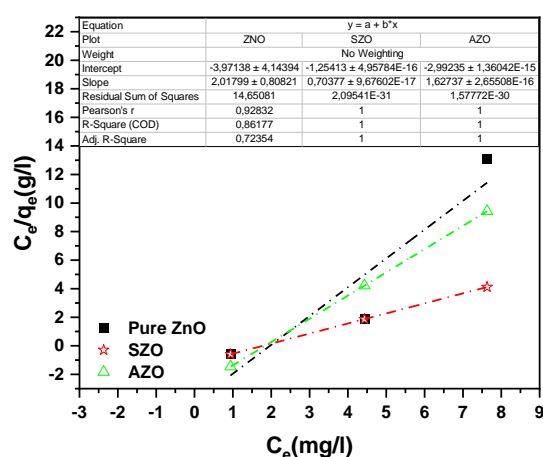 Equation y = a + b*x
Plot ZNO SZO AZO
Weight No Weighting
Intercept -3,97138 ± 4,14394 -1,25413 ± 4,95784E-16 -2,99235 ± 1,36042E-15
Slope 2,01799 ± 0,80821 0,70377 ± 9,67602E-17 1,62737 ± 2,65508E-16
Residual Sum of Squares 14,65081 2,09541E-31 1,57772E-30
Pearson's r 0,92832 1 1
R-Square (COD) 0,86177 1 1
Adj. R-Square 0,72354 1 1
22
20
18
16
14
12
10
8
6
4
2
0
-2
Ce/qe(g/l)
Pure ZnO
SZO
AZO
-3 -2 -1 0 1 2 3 4 5 6 7 8 9
Ce(mg/l)